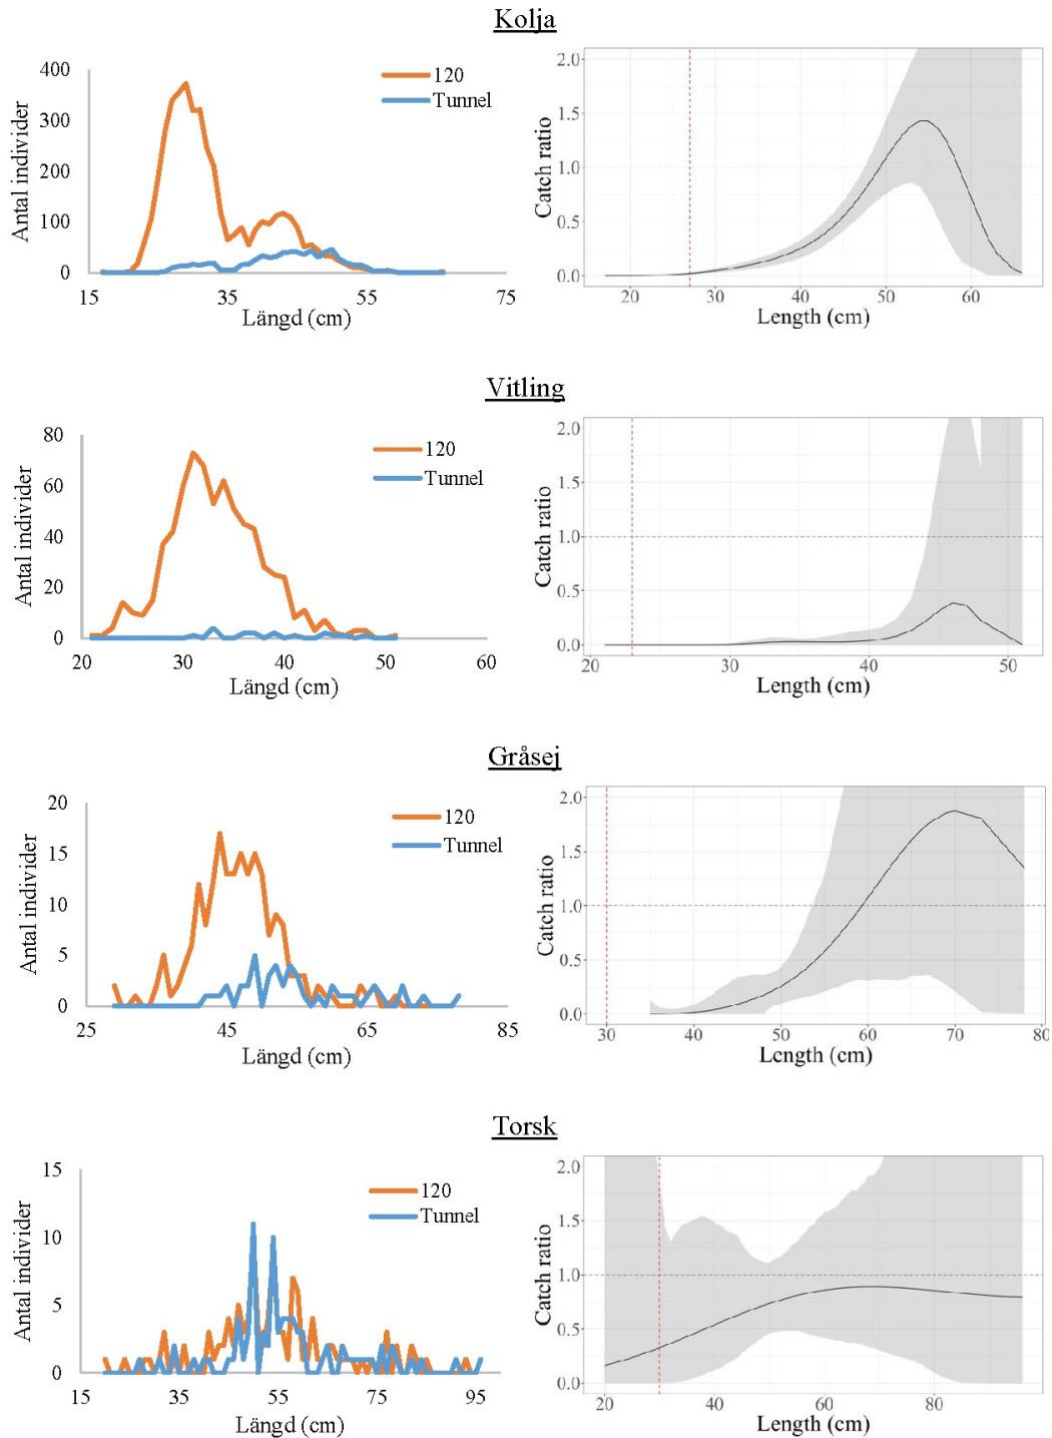 Kolja
400
300
200
100
0
15 35 55 75
Antal individer
Längd (cm)
120
Tunnel
2.0
1.5
1.0
0.5
0.0
20 30 40 50 60
Catch ratio
Length (cm)
Vitling
80
60
40
20
0
20 30 40 50 60
Antal individer
Längd (cm)
120
Tunnel
2.0
1.5
1.0
0.5
0.0
20 30 40 50
Catch ratio
Length (cm)
Gråsej
20
15
10
5
0
25 45 65 85
Antal individer
Längd (cm)
120
Tunnel
2.0
1.5
1.0
0.5
0.0
30 40 50 60 70 80
Catch ratio
Length (cm)
Torsk
15
10
5
0
15 35 55 75 95
Antal individer
Längd (cm)
120
Tunnel
2.0
1.5
1.0
0.5
0.0
20 40 60 80
Catch ratio
Length (cm)